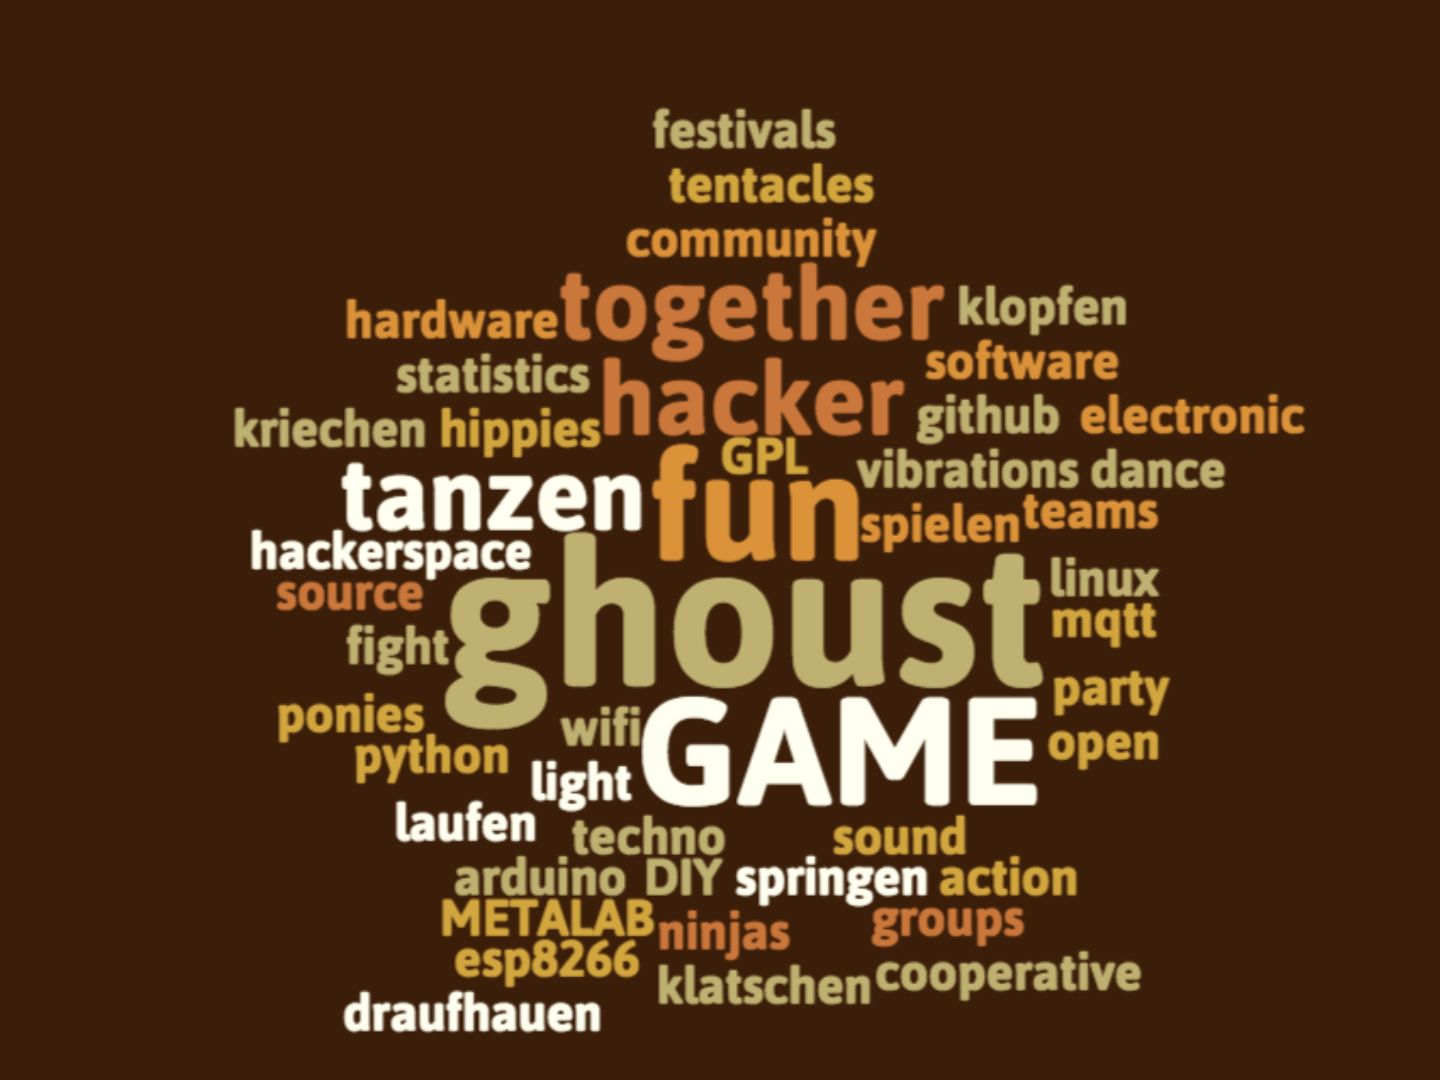 festivals
tentacles
community
hardware together klopfen
statistics hacker software
kriechen hippies github electronic
GPL
tanzen fun vibrations dance
spielen teams
hackerspace
source ghoust linux
fight mqtt
ponies wifi GAME party
python open
light
laufen techno sound
arduino DIY springen action
METALAB ninjas groups
esp8266 klatschen cooperative
draufhauen